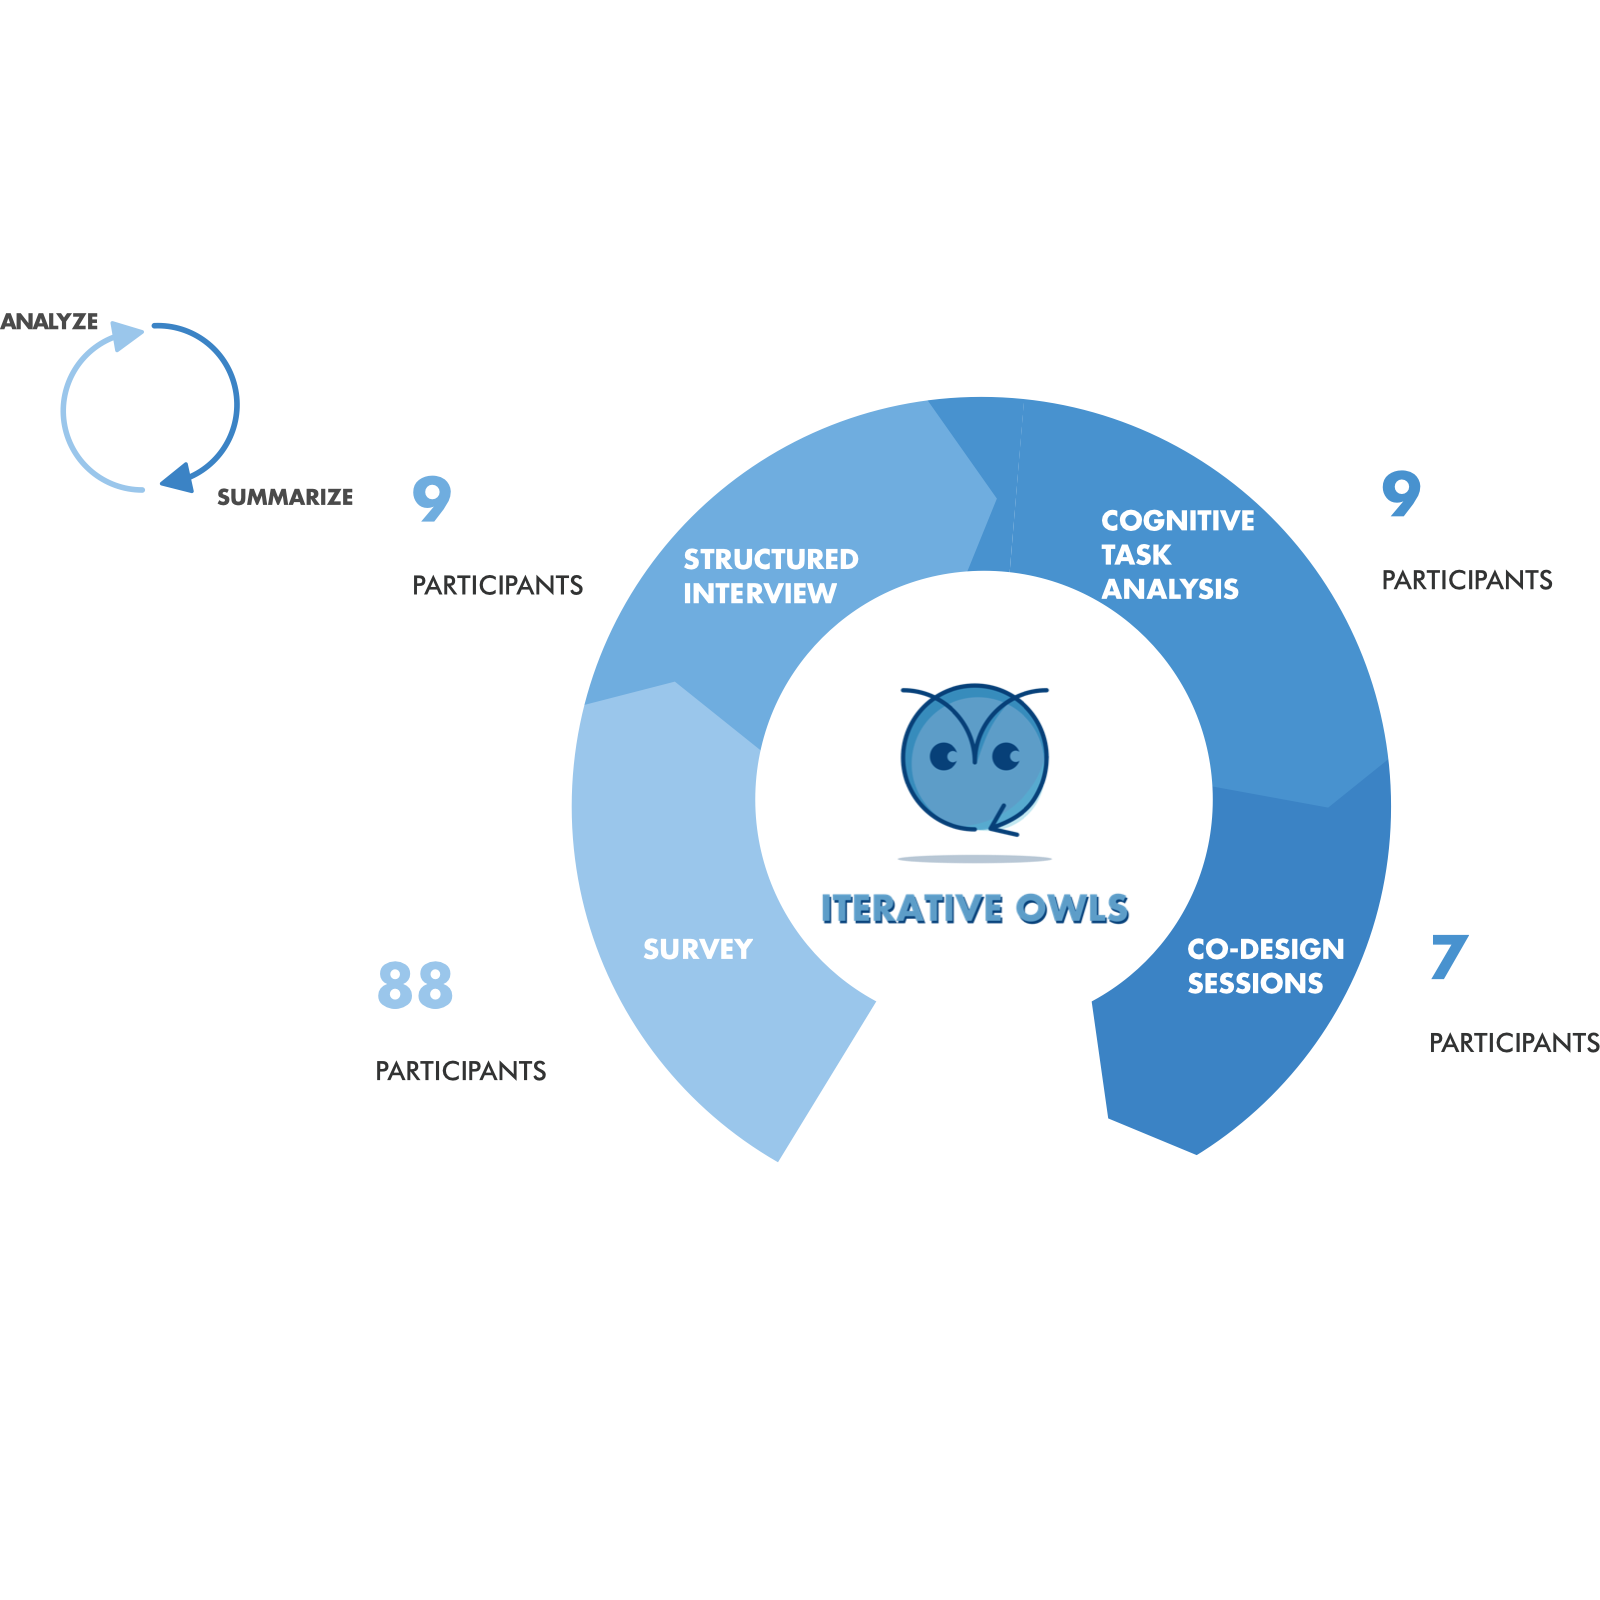 ANALYZE
SUMMARIZE
9
PARTICIPANTS
STRUCTURED
INTERVIEW
COGNITIVE
TASK
ANALYSIS
9
PARTICIPANTS
ITERATIVE OWLS
88
PARTICIPANTS
SURVEY
CO-DESIGN
SESSIONS
7
PARTICIPANTS